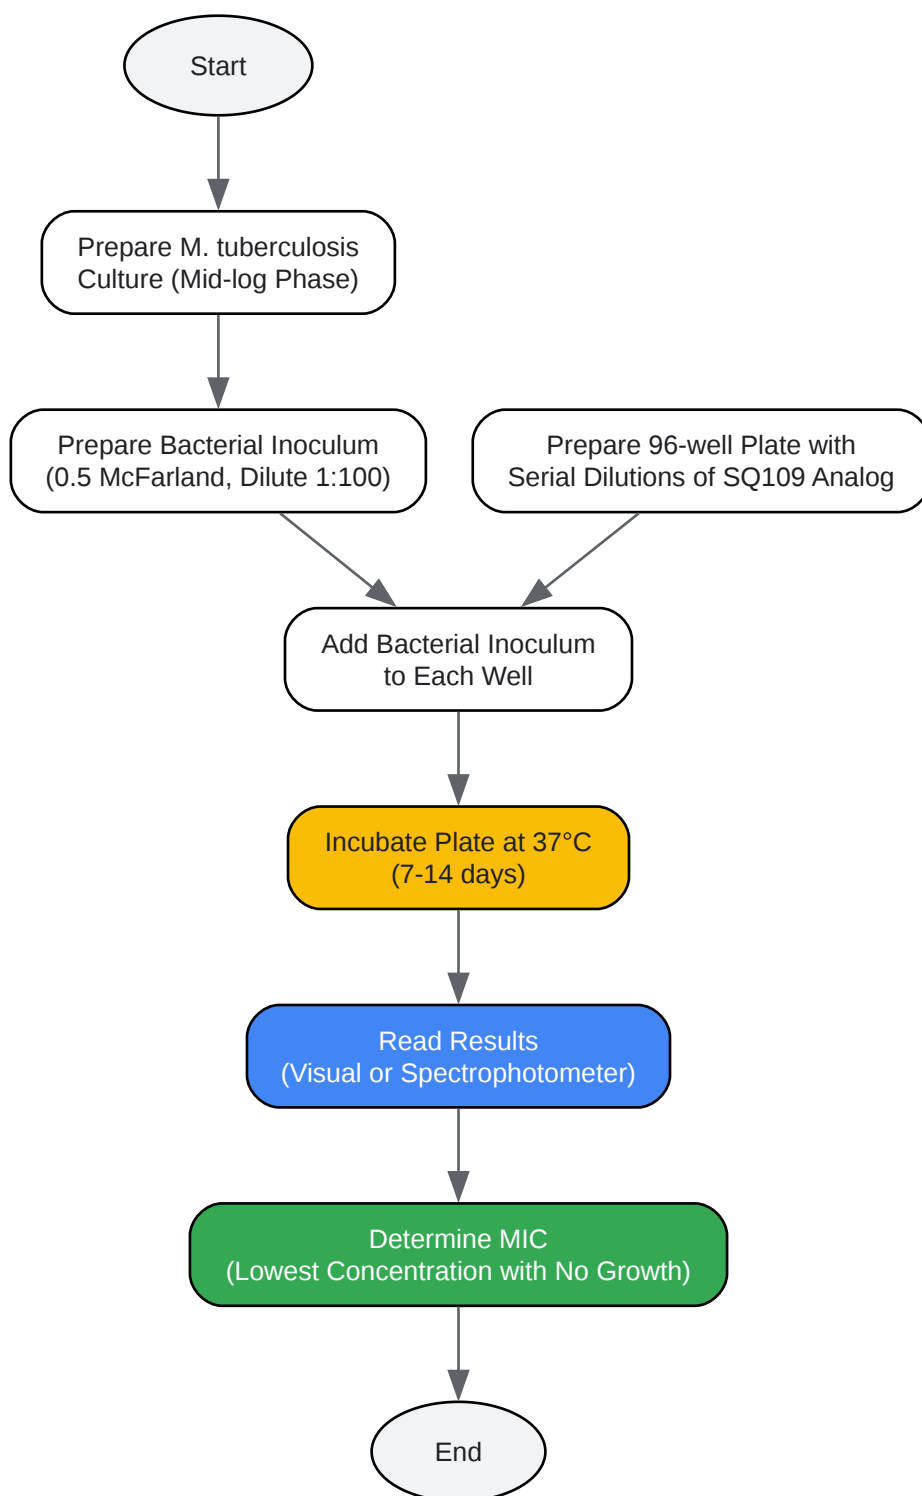 Start
Prepare M. tuberculosis
Culture (Mid-log Phase)
Prepare Bacterial Inoculum
(0.5 McFarland, Dilute 1:100)
Prepare 96-well Plate with
Serial Dilutions of SQ109 Analog
Add Bacterial Inoculum
to Each Well
Incubate Plate at 37°C
(7-14 days)
Read Results
(Visual or Spectrophotometer)
Determine MIC
(Lowest Concentration with No Growth)
End